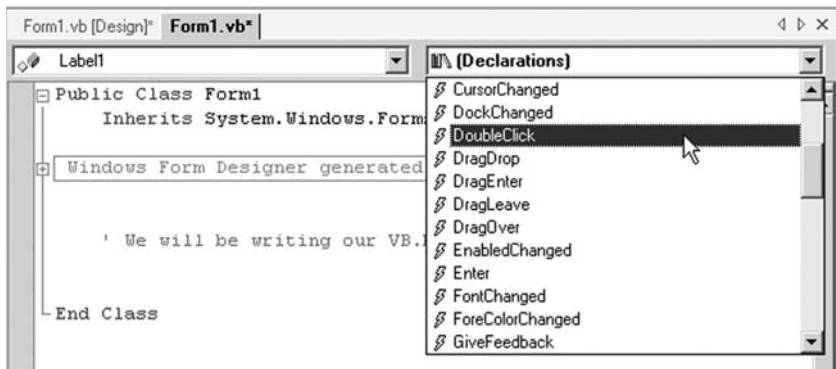 Form1.vb [Design]* Form1.vb*
Label1 (Declarations)
Public Class Form1
Inherits System.Windows.Form
Windows Form Designer generated
' We will be writing our VB.
End Class
CursorChanged
DockChanged
DoubleClick
DragDrop
DragEnter
DragLeave
DragOver
EnabledChanged
Enter
FontChanged
ForeColorChanged
GiveFeedback